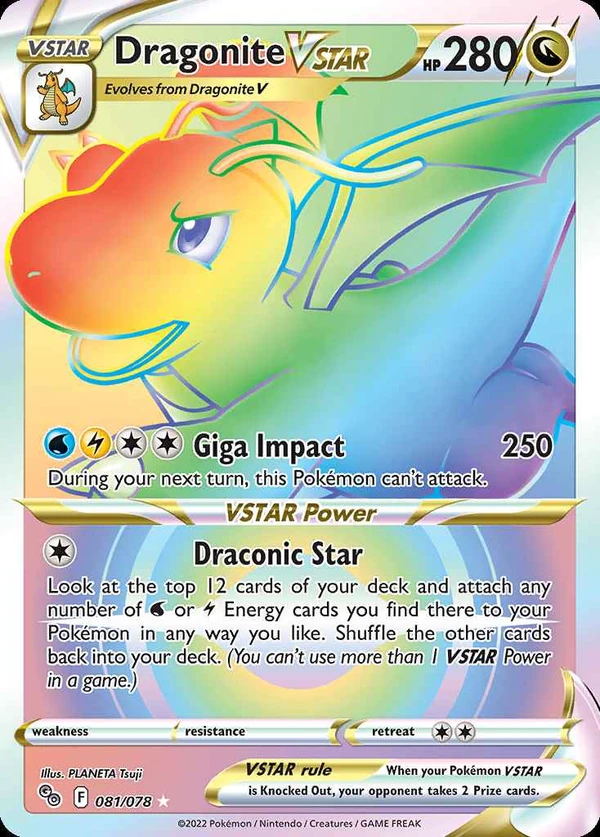 VSTAR Dragonite VSTAR HP 280
Evolves from Dragonite V
Giga Impact 250
During your next turn, this Pokémon can't attack.
VSTAR Power
Draconic Star
Look at the top 12 cards of your deck and attach any
number of or Energy cards you find there to your
Pokémon in any way you like. Shuffle the other cards
back into your deck. (You can't use more than 1 VSTAR Power
in a game.)
weakness resistance retreat
Illus. PLANETA Tsuji
VSTAR rule When your Pokémon VSTAR
is Knocked Out, your opponent takes 2 Prize cards.
GO F 081/078
©2022 Pokémon / Nintendo / Creatures / GAME FREAK